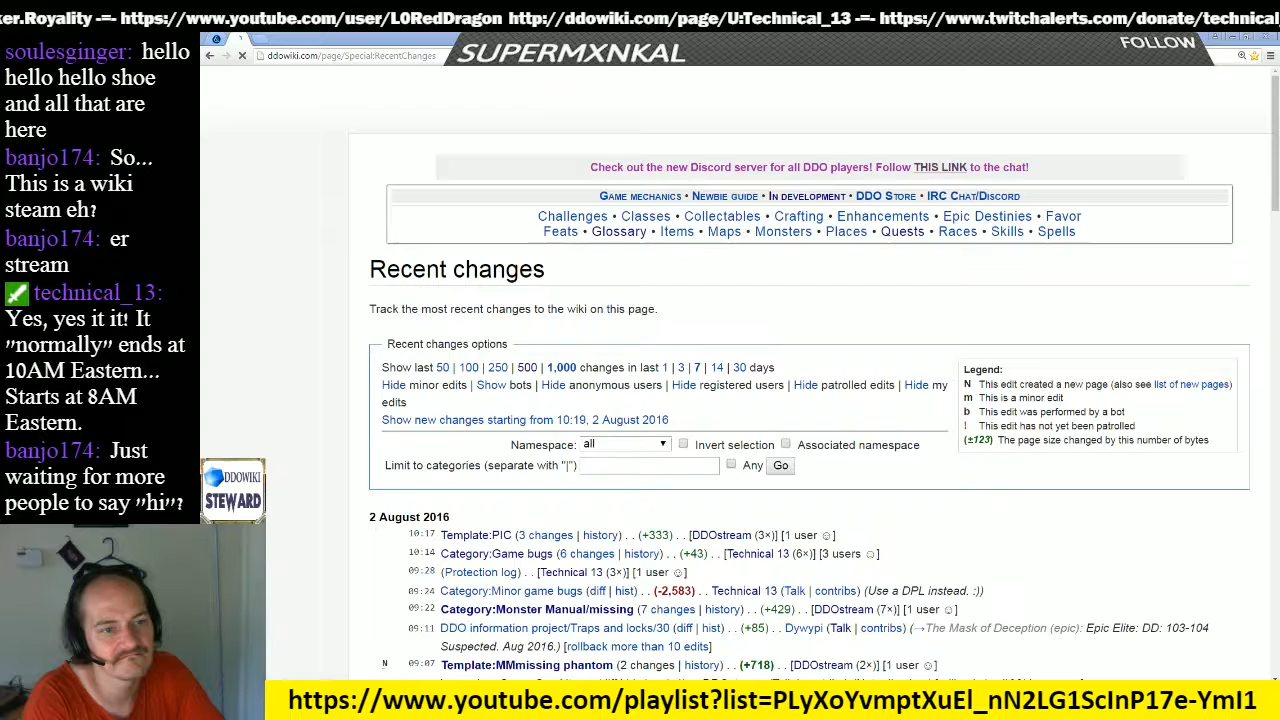 ker.Royality -=- https://www.youtube.com/user/L0RedDragon http://ddowiki.com/page/U:Technical_13 -=- https://www.twitchalerts.com/donate/technical
soulesginger: hello
hello hello shoe
and all that are
here
banjo174: So...
This is a wiki
steam eh?
banjo174: er
stream
technical_13:
Yes, yes it it! It
"normally" ends at
10AM Eastern...
Starts at 8AM
Eastern.
banjo174: Just
waiting for more
people to say "hi"?
DDOWIKI
STEWARD
SUPERMXNKAL
FOLLOW
ddowiki.com/page/Special:RecentChanges
Check out the new Discord server for all DDO players! Follow THIS LINK to the chat!
Game mechanics • Newbie guide • In development • DDO Store • IRC Chat/Discord
Challenges • Classes • Collectables • Crafting • Enhancements • Epic Destinies • Favor
Feats • Glossary • Items • Maps • Monsters • Places • Quests • Races • Skills • Spells
Recent changes
Track the most recent changes to the wiki on this page.
Recent changes options
Show last 50 | 100 | 250 | 500 | 1,000 changes in last 1 | 3 | 7 | 14 | 30 days
Hide minor edits | Show bots | Hide anonymous users | Hide registered users | Hide patrolled edits | Hide my
edits
Show new changes starting from 10:19, 2 August 2016
Namespace: all Invert selection Associated namespace
Limit to categories (separate with "|") Any Go
Legend:
N This edit created a new page (also see list of new pages)
m This is a minor edit
b This edit was performed by a bot
! This edit has not yet been patrolled
(±123) The page size changed by this number of bytes
2 August 2016
10:17 Template:PIC (3 changes | history) . . (+333) . . [DDOstream (3×)] [1 user ☺]
10:14 Category:Game bugs (6 changes | history) . . (+43) . . [Technical 13 (6×)] [3 users ☺]
09:28 (Protection log) . . [Technical 13 (3×)] [1 user ☺]
09:24 Category:Minor game bugs (diff | hist) . . (-2,583) . . Technical 13 (Talk | contribs) (Use a DPL instead. :))
09:22 Category:Monster Manual/missing (7 changes | history) . . (+429) . . [DDOstream (7×)] [1 user ☺]
09:11 DDO information project/Traps and locks/30 (diff | hist) . . (+85) . . Dywypi (Talk | contribs) (→The Mask of Deception (epic): Epic Elite: DD: 103-104
Suspected. Aug 2016.) [rollback more than 10 edits]
N 09:07 Template:MMmissing phantom (2 changes | history) . . (+718) . . [DDOstream (2×)] [1 user ☺]
https://www.youtube.com/playlist?list=PLyXoYvmptXuEl_nN2LG1ScInP17e-YmI1